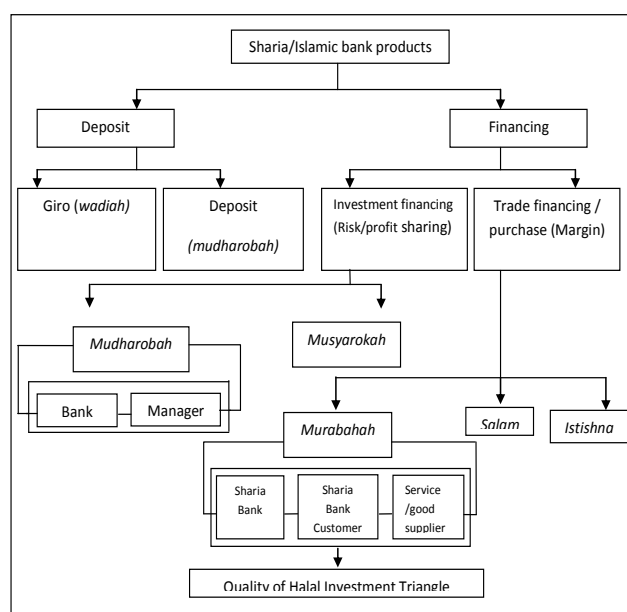 Sharia/Islamic bank products
Deposit
Financing
Giro (wadiah)
Deposit
(mudharobah)
Investment financing
(Risk/profit sharing)
Trade financing /
purchase (Margin)
Mudharobah
Musyarokah
Bank
Manager
Murabahah
Salam
Istishna
Sharia
Bank
Sharia
Bank
Customer
Service
/good
supplier
Quality of Halal Investment Triangle